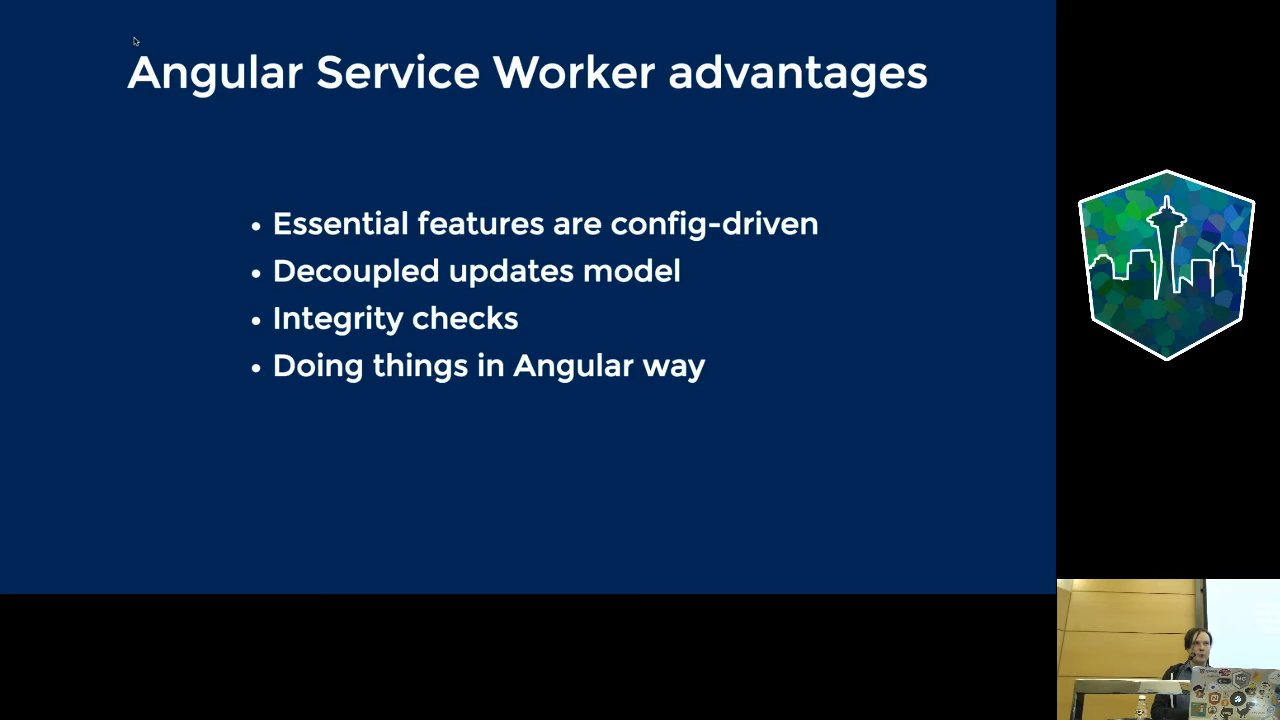 Angular Service Worker advantages
• Essential features are config-driven
• Decoupled updates model
• Integrity checks
• Doing things in Angular way